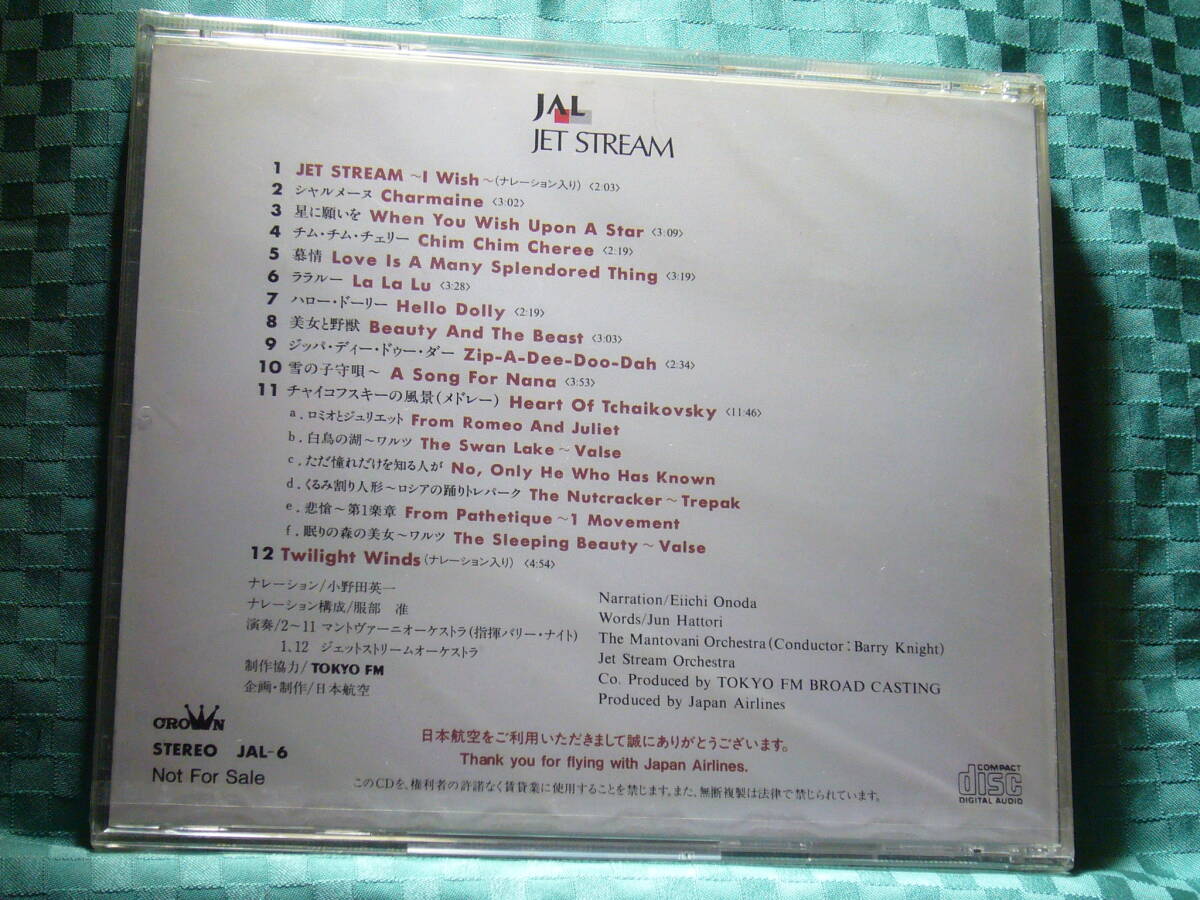 JAL
JET STREAM
1 JET STREAM ~I Wish~(ナレーション入り)〈2:03〉
2 シャルメーヌ Charmaine〈3:02〉
3 星に願いを When You Wish Upon A Star〈3:09〉
4 チム・チム・チェリー Chim Chim Cheree〈2:19〉
5 慕情 Love Is A Many Splendored Thing〈3:19〉
6 ララルー La La Lu〈3:28〉
7 ハロー・ドーリー Hello Dolly〈2:19〉
8 美女と野獣 Beauty And The Beast〈3:03〉
9 ジッパ・ディー・ドゥー・ダー Zip-A-Dee-Doo-Dah〈2:34〉
10 雪の子守唄~ A Song For Nana〈3:53〉
11 チャイコフスキーの風景(メドレー) Heart Of Tchaikovsky〈11:46〉
a.ロミオとジュリエット From Romeo And Juliet
b.白鳥の湖~ワルツ The Swan Lake~Valse
c.ただ憧れだけを知る人が No, Only He Who Has Known
d.くるみ割り人形~ロシアの踊りトレパーク The Nutcracker~Trepak
e.悲愴~第1楽章 From Pathetique~1 Movement
f.眠りの森の美女~ワルツ The Sleeping Beauty~Valse
12 Twilight Winds(ナレーション入り)〈4:54〉
ナレーション/小野田英一
ナレーション構成/服部 准
演奏/2~11 マントヴァーニオーケストラ(指揮バリー・ナイト)
1、12 ジェットストリームオーケストラ
制作協力/TOKYO FM
企画・制作/日本航空
Narration/Eiichi Onoda
Words/Jun Hattori
The Mantovani Orchestra(Conductor:Barry Knight)
Jet Stream Orchestra
Co. Produced by TOKYO FM BROAD CASTING
Produced by Japan Airlines
CROWN
STEREO JAL-6
Not For Sale
日本航空をご利用いただきまして誠にありがとうございます。
Thank you for flying with Japan Airlines.
このCDを、権利者の許諾なく賃貸業に使用することを禁じます。また、無断複製は法律で禁じられています。
COMPACT
disc
DIGITAL AUDIO